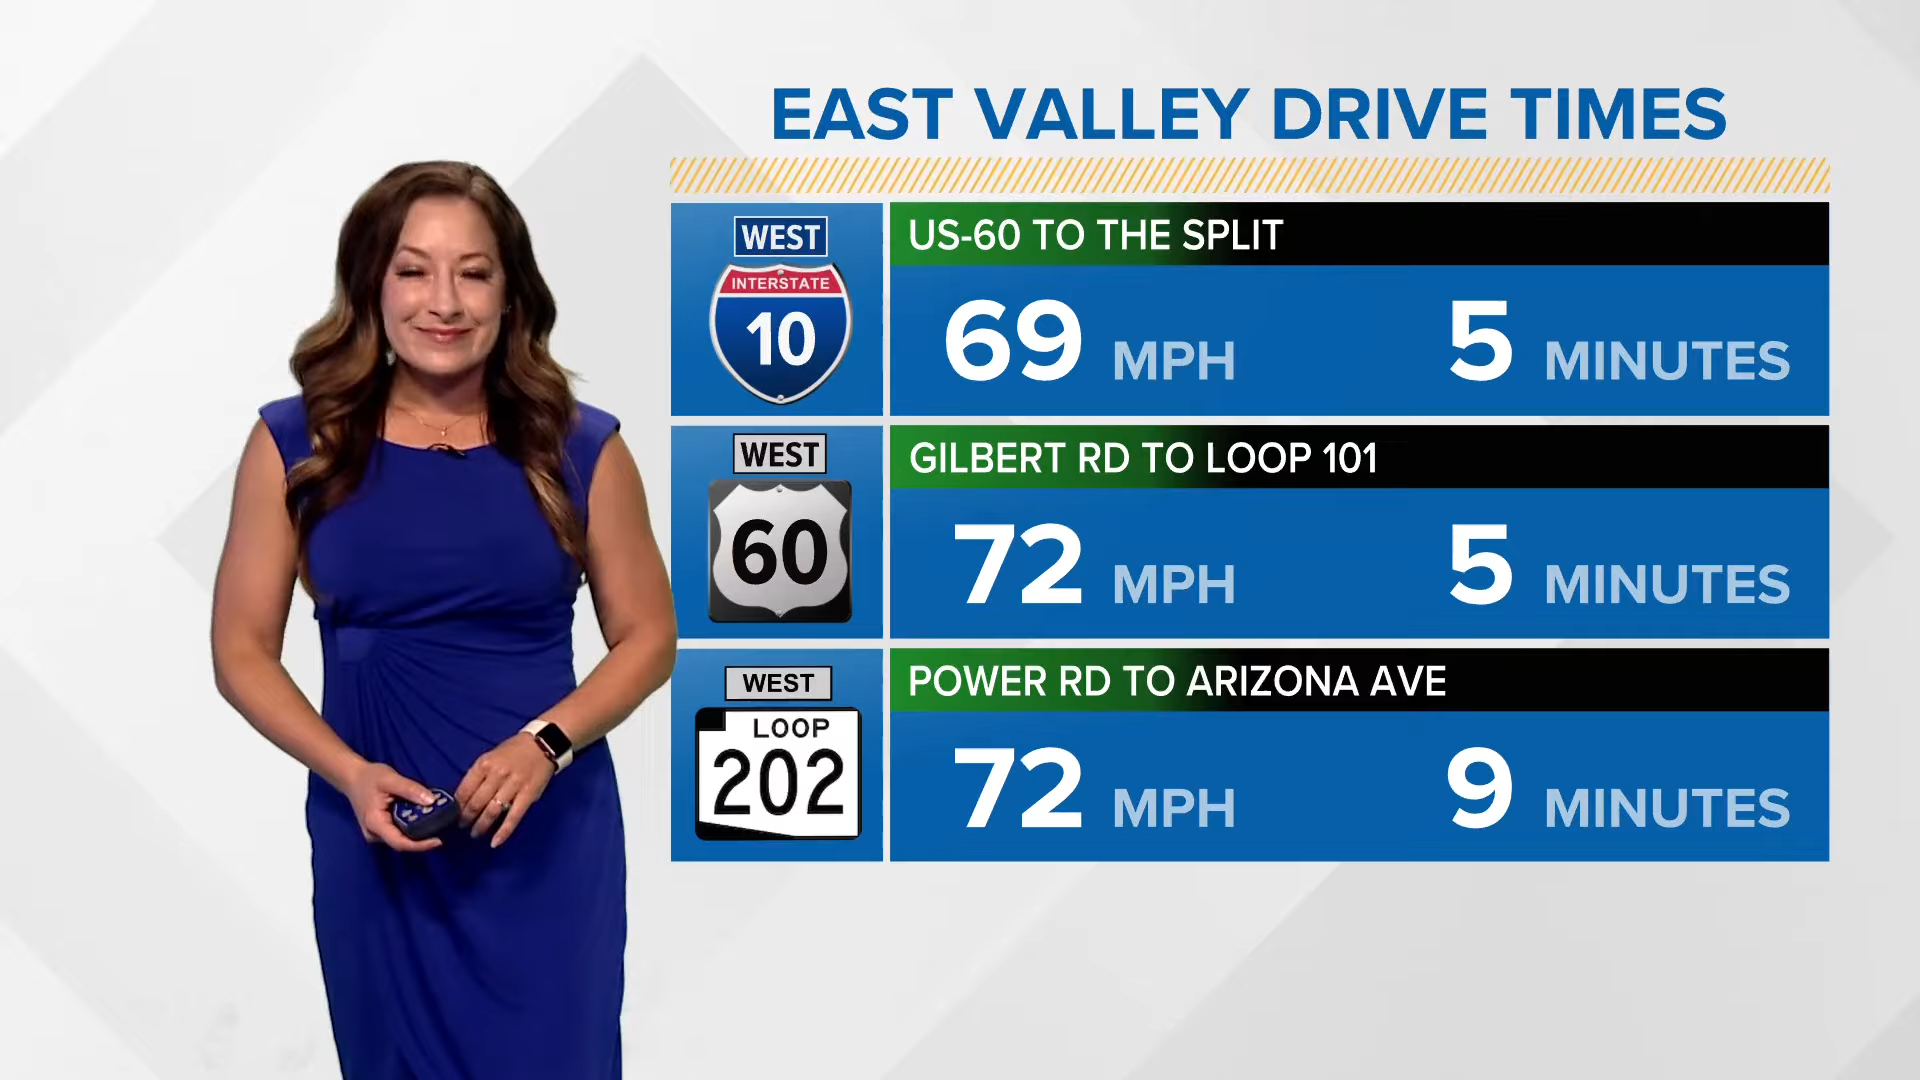 EAST VALLEY DRIVE TIMES
WEST
INTERSTATE
10
US-60 TO THE SPLIT
69 MPH 5 MINUTES
WEST
60
GILBERT RD TO LOOP 101
72 MPH 5 MINUTES
WEST
LOOP
202
POWER RD TO ARIZONA AVE
72 MPH 9 MINUTES